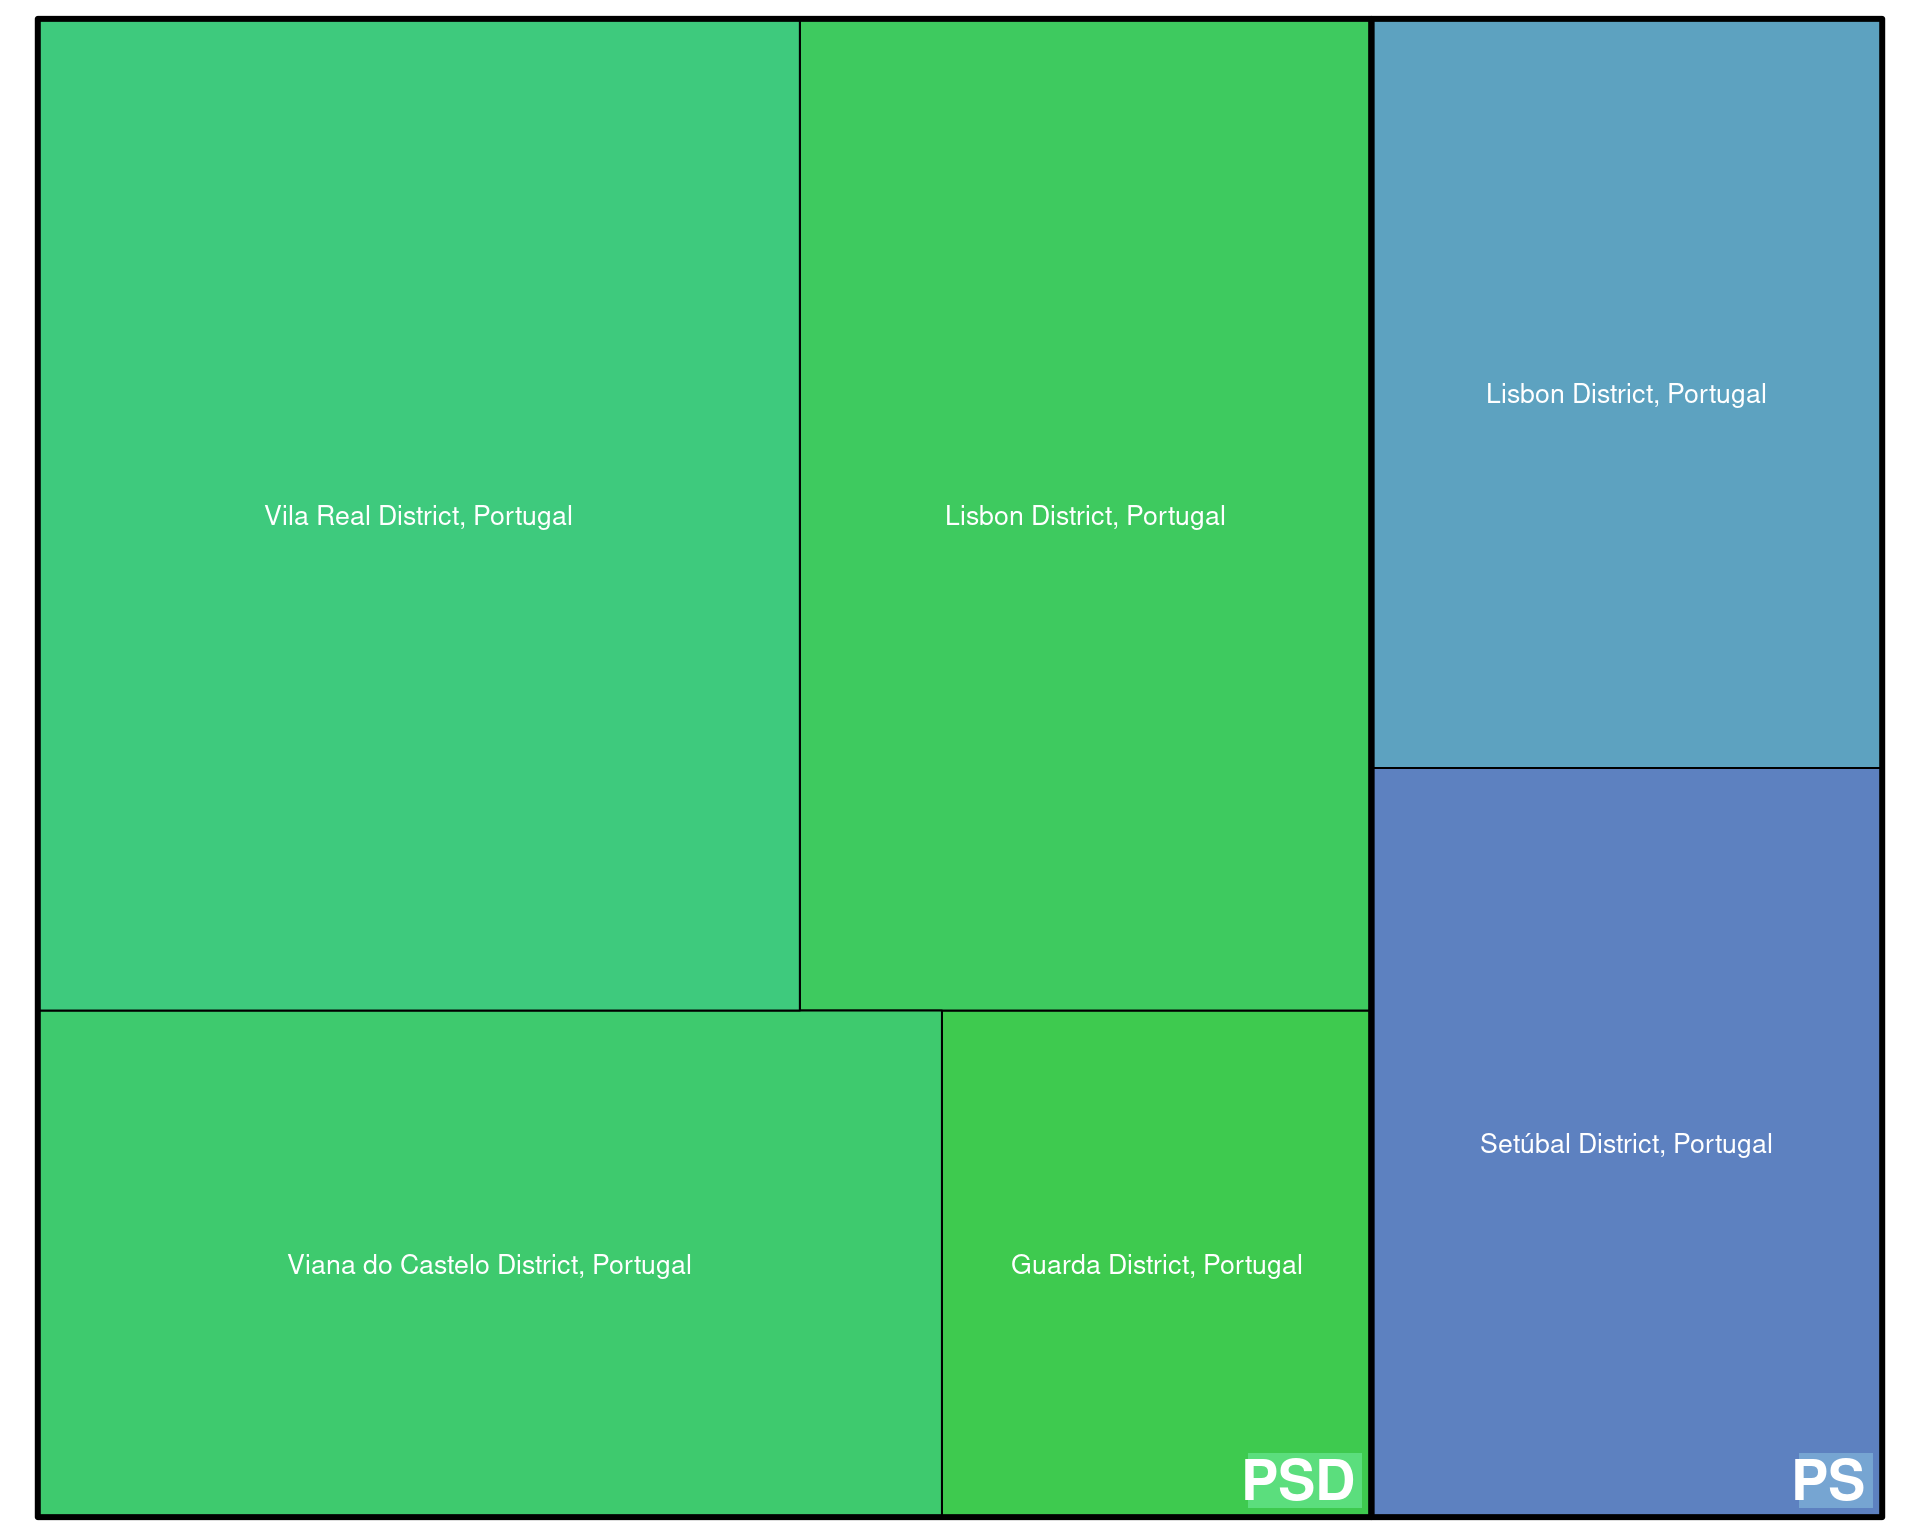 Vila Real District, Portugal
Lisbon District, Portugal
Viana do Castelo District, Portugal
Guarda District, Portugal
PSD
Lisbon District, Portugal
Setúbal District, Portugal
PS